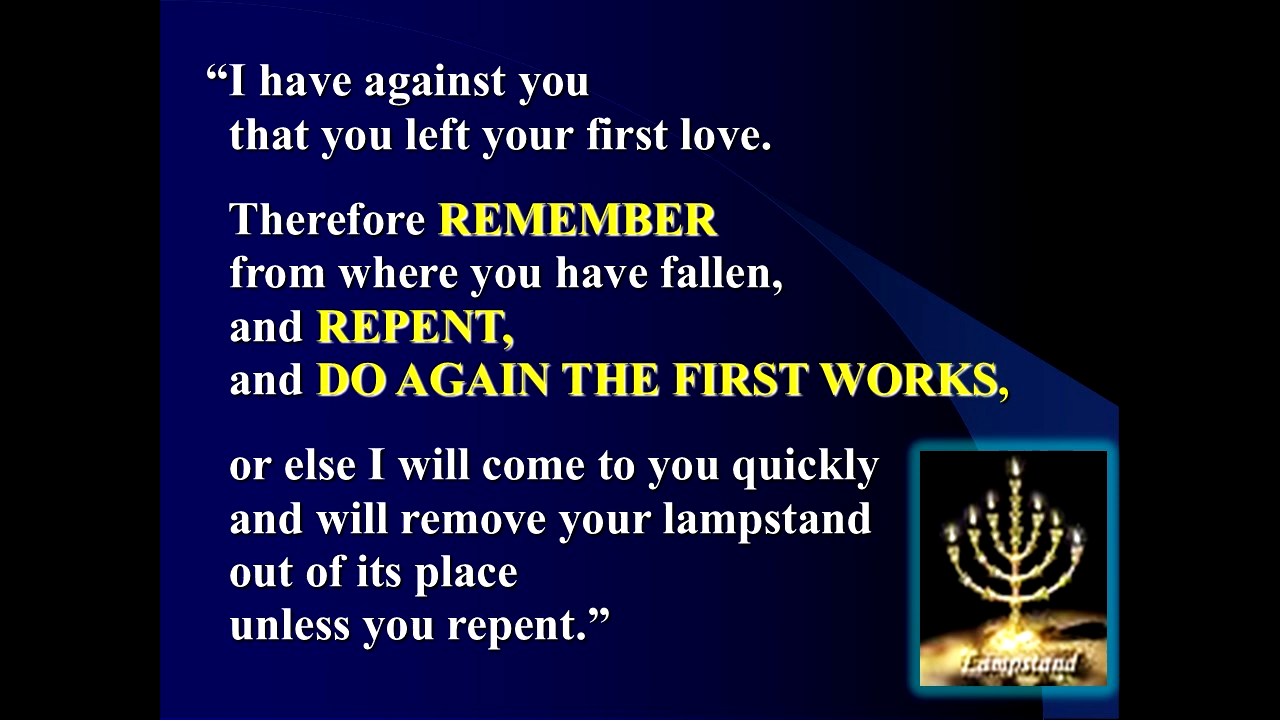 “I have against you
that you left your first love.
Therefore REMEMBER
from where you have fallen,
and REPENT,
and DO AGAIN THE FIRST WORKS,
or else I will come to you quickly
and will remove your lampstand
out of its place
unless you repent.”
Lampstand